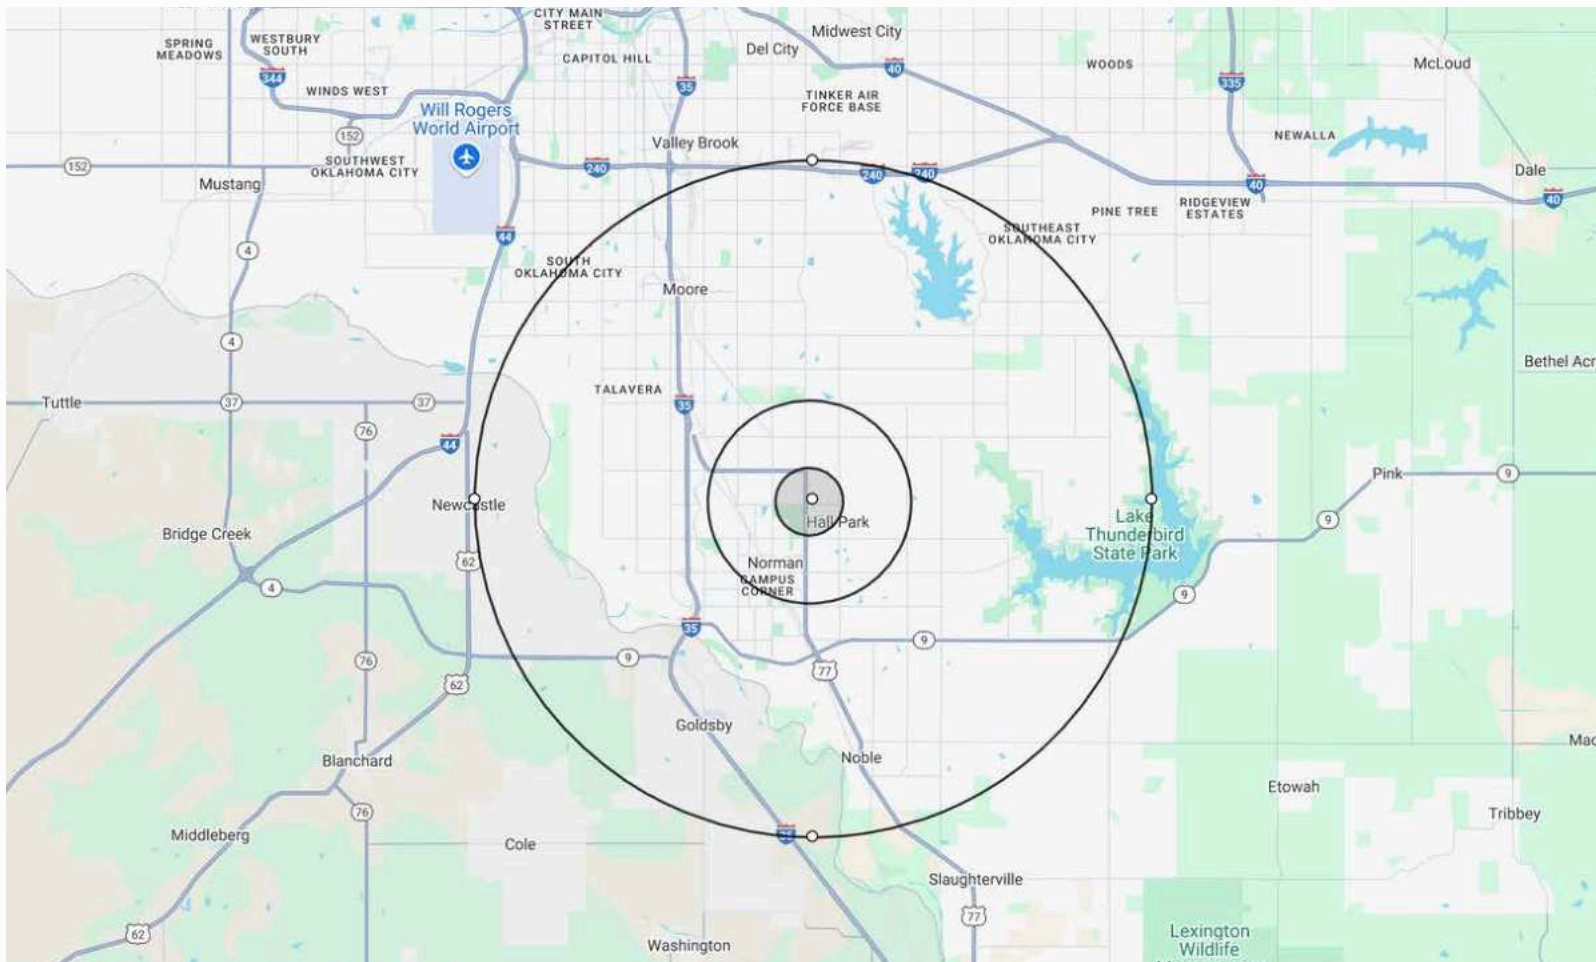 CITY MAIN
STREET
SPRING
MEADOWS
WESTBURY
SOUTH
CAPITOL HILL
Del City
Midwest City
40
WOODS
McLoud
344
WINDS WEST
35
335
TINKER AIR
FORCE BASE
Will Rogers
World Airport
152
Valley Brook
NEWALLA
152
SOUTHWEST
OKLAHOMA CITY
240
240
240
Mustang
40
Dale
40
PINE TREE
RIDGEVIEW
ESTATES
4
44
SOUTHEAST
OKLAHOMA CITY
SOUTH
OKLAHOMA CITY
Moore
4
Bethel Acr
TALAVERA
Tuttle
37
37
35
76
44
Pink
9
Newcastle
Hall Park
Lake
Thunderbird
State Park
9
Bridge Creek
62
Norman
CAMPUS
CORNER
4
9
35
9
9
76
62
77
Goldsby
Noble
Mac
Blanchard
Etowah
76
Tribbey
Middleberg
Cole
Slaughterville
62
77
Washington
Lexington
Wildlife